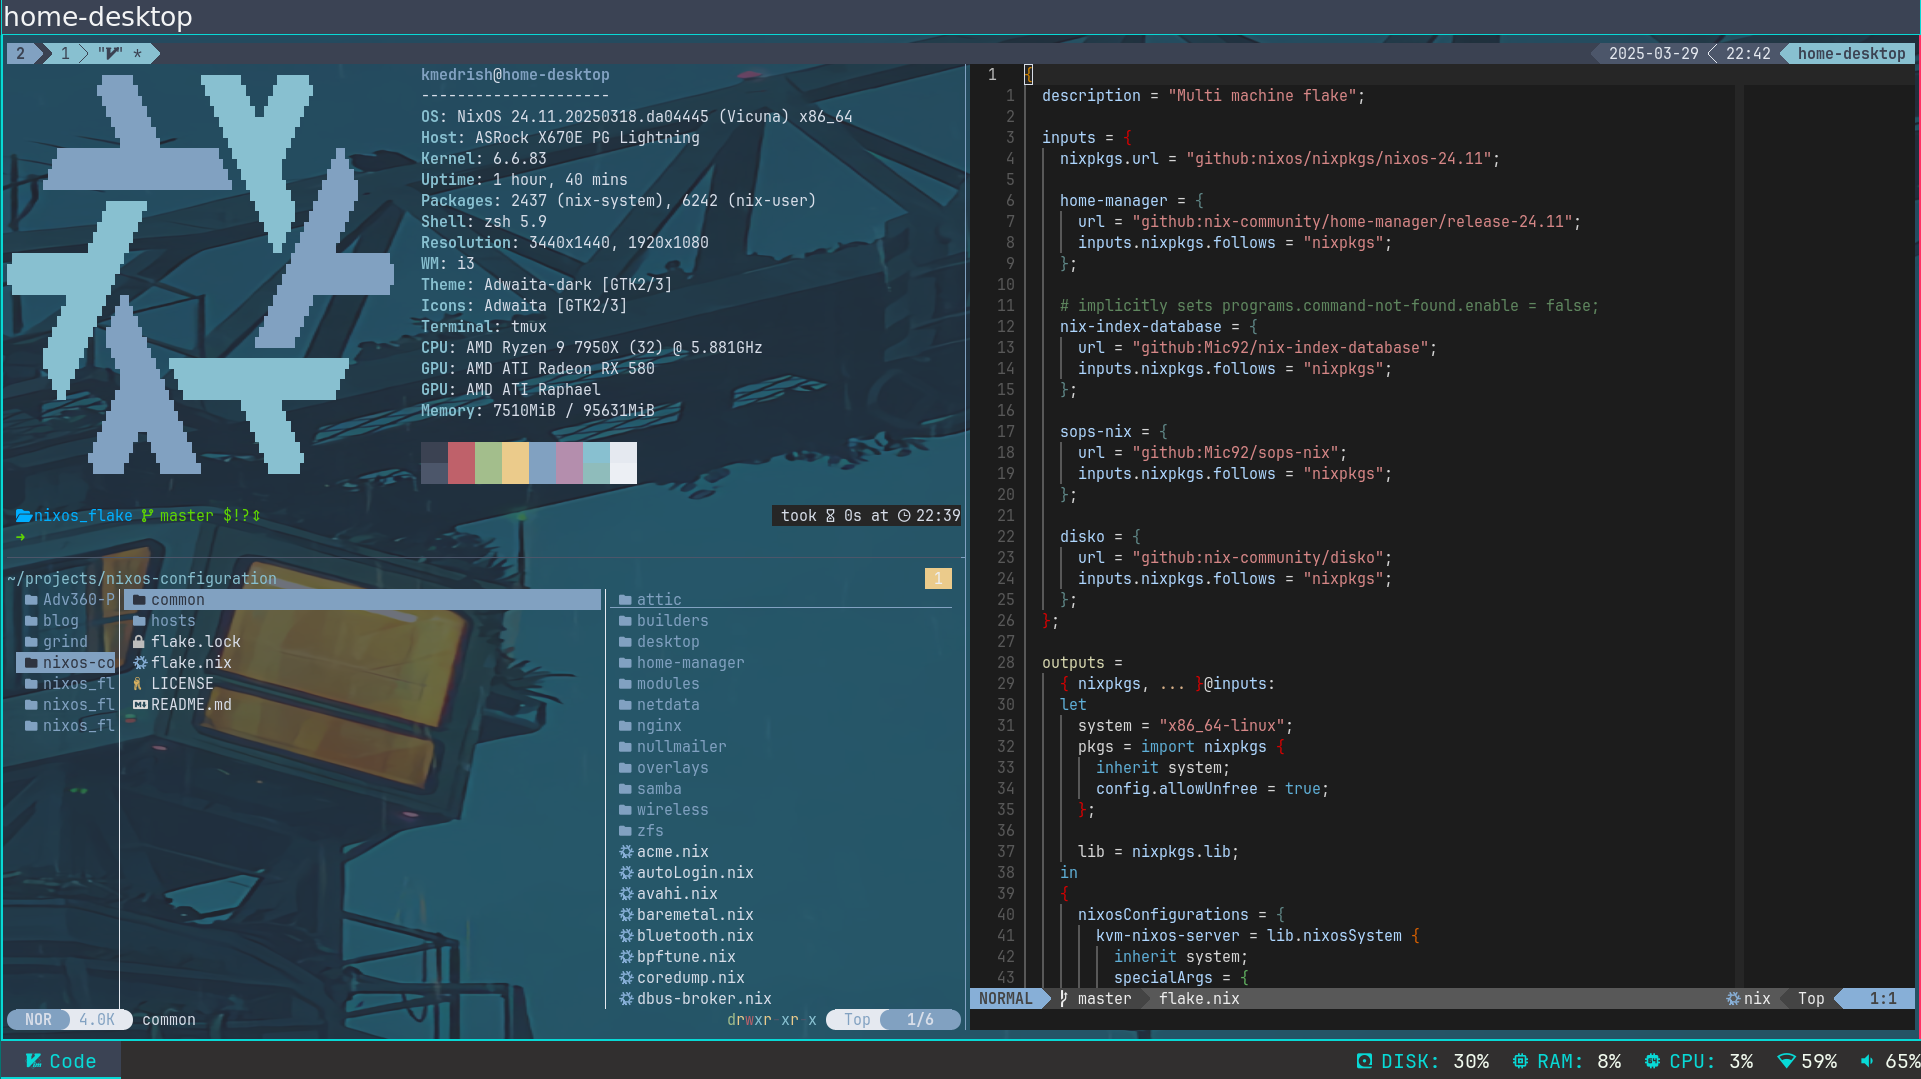 home-desktop
2 1 "V" * 2025-03-29 22:42 home-desktop
kmedrish@home-desktop
---------------------
OS: NixOS 24.11.20250318.da04445 (Vicuna) x86_64
Host: ASRock X670E PG Lightning
Kernel: 6.6.83
Uptime: 1 hour, 40 mins
Packages: 2437 (nix-system), 6242 (nix-user)
Shell: zsh 5.9
Resolution: 3440x1440, 1920x1080
WM: i3
Theme: Adwaita-dark [GTK2/3]
Icons: Adwaita [GTK2/3]
Terminal: tmux
CPU: AMD Ryzen 9 7950X (32) @ 5.881GHz
GPU: AMD ATI Radeon RX 580
GPU: AMD ATI Raphael
Memory: 7510MiB / 95631MiB
nixos_flake master $!?⇕ took 0s at 22:39
→
~/projects/nixos-configuration 1
Adv360-P
blog
grind
nixos-co
nixos_fl
nixos_fl
nixos_fl
common
hosts
flake.lock
flake.nix
LICENSE
README.md
attic
builders
desktop
home-manager
modules
netdata
nginx
nullmailer
overlays
samba
wireless
zfs
acme.nix
autoLogin.nix
avahi.nix
baremetal.nix
bluetooth.nix
bpftune.nix
coredump.nix
dbus-broker.nix
NOR 4.0K common drwxr xr x Top 1/6
1 {
1 description = "Multi machine flake";
2
3 inputs = {
4 nixpkgs.url = "github:nixos/nixpkgs/nixos-24.11";
5
6 home-manager = {
7 url = "github:nix-community/home-manager/release-24.11";
8 inputs.nixpkgs.follows = "nixpkgs";
9 };
10
11 # implicitly sets programs.command-not-found.enable = false;
12 nix-index-database = {
13 url = "github:Mic92/nix-index-database";
14 inputs.nixpkgs.follows = "nixpkgs";
15 };
16
17 sops-nix = {
18 url = "github:Mic92/sops-nix";
19 inputs.nixpkgs.follows = "nixpkgs";
20 };
21
22 disko = {
23 url = "github:nix-community/disko";
24 inputs.nixpkgs.follows = "nixpkgs";
25 };
26 };
27
28 outputs =
29 { nixpkgs, ... }@inputs:
30 let
31 system = "x86_64-linux";
32 pkgs = import nixpkgs {
33 inherit system;
34 config.allowUnfree = true;
35 };
36
37 lib = nixpkgs.lib;
38 in
39 {
40 nixosConfigurations = {
41 kvm-nixos-server = lib.nixosSystem {
42 inherit system;
43 specialArgs = {
NORMAL master flake.nix nix Top 1:1
Code DISK: 30% RAM: 8% CPU: 3% 59% 65%